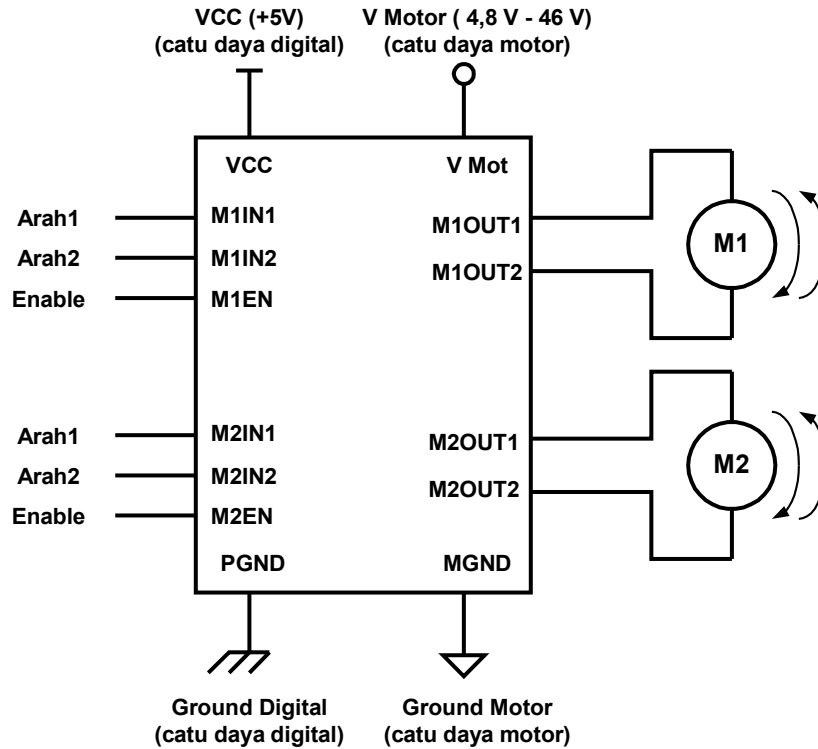 VCC (+5V)
(catu daya digital)
V Motor ( 4,8 V - 46 V)
(catu daya motor)
VCC
V Mot
Arah1
M1IN1
Arah2
M1IN2
Enable
M1EN
M1OUT1
M1OUT2
M1
Arah1
M2IN1
Arah2
M2IN2
Enable
M2EN
M2OUT1
M2OUT2
M2
PGND
MGND
Ground Digital
(catu daya digital)
Ground Motor
(catu daya motor)